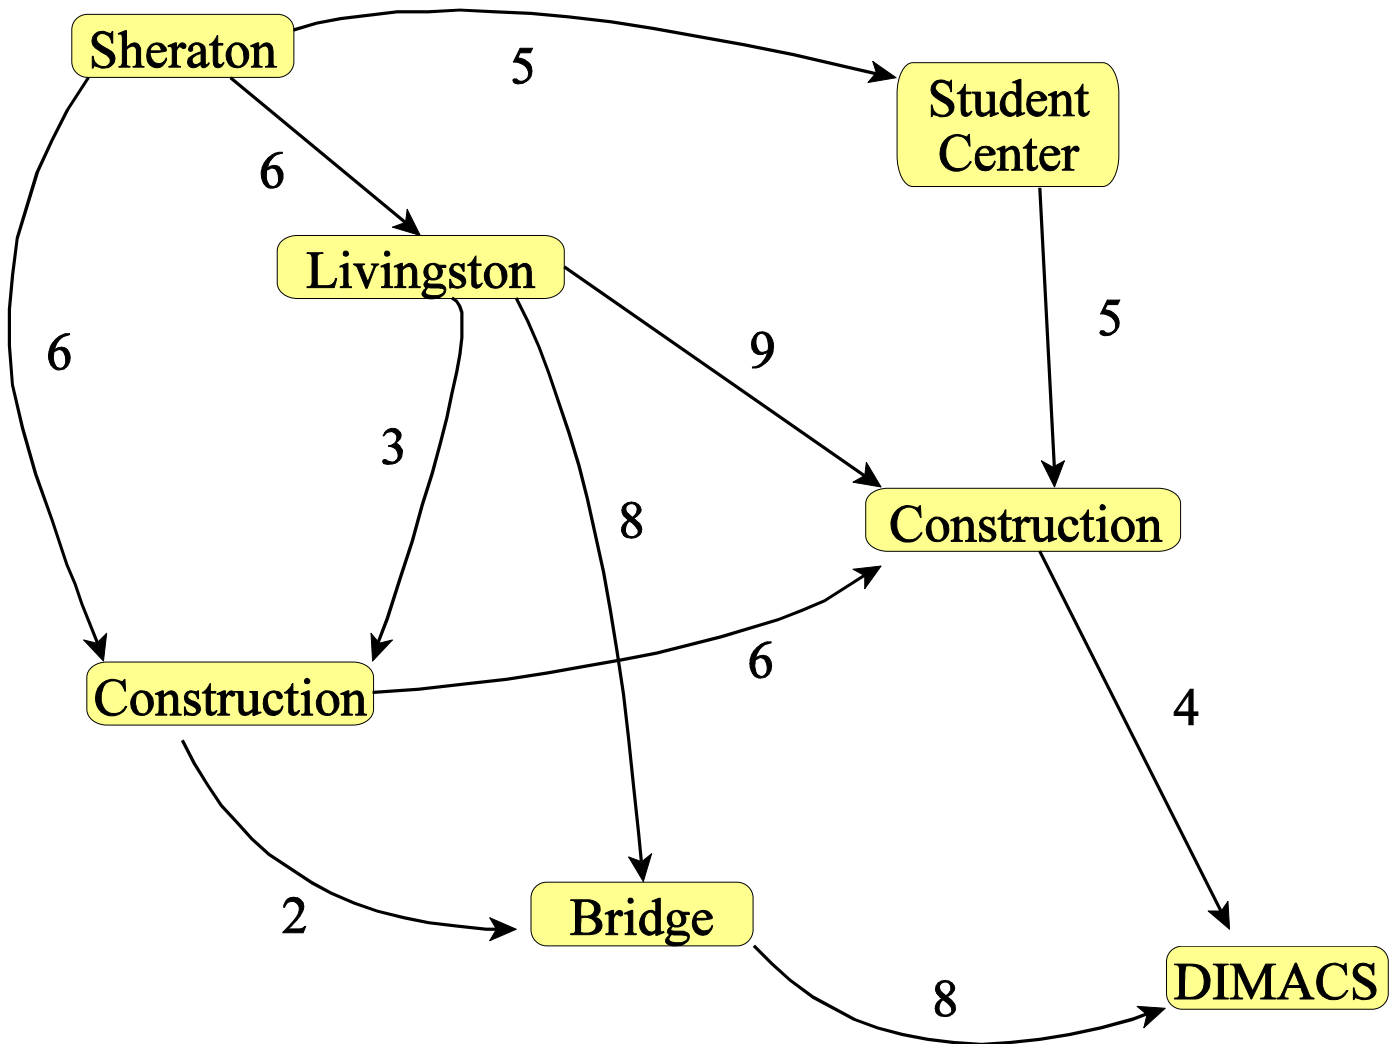 Sheraton
5
Student
Center
6
Livingston
5
9
6
3
8
Construction
6
Construction
4
2
Bridge
8
DIMACS